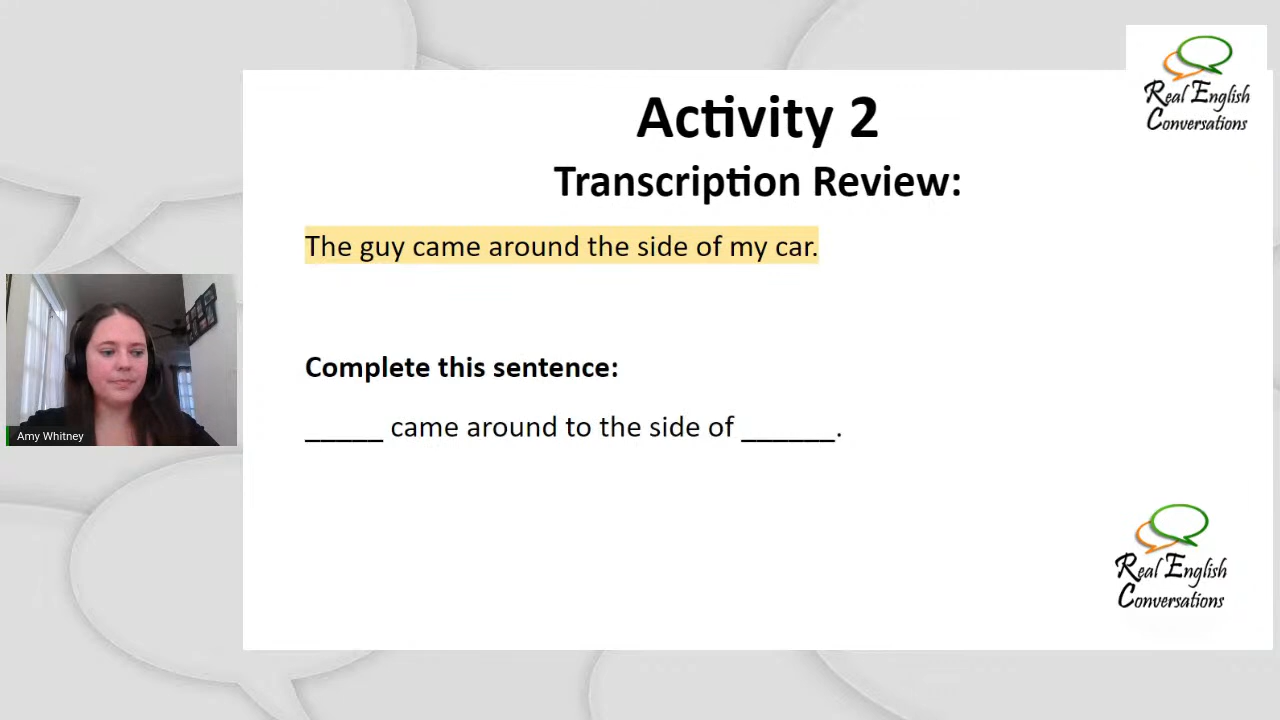 Real English
Conversations
Activity 2
Transcription Review:
The guy came around the side of my car.
Complete this sentence:
_____ came around to the side of ______.
Amy Whitney
Real English
Conversations